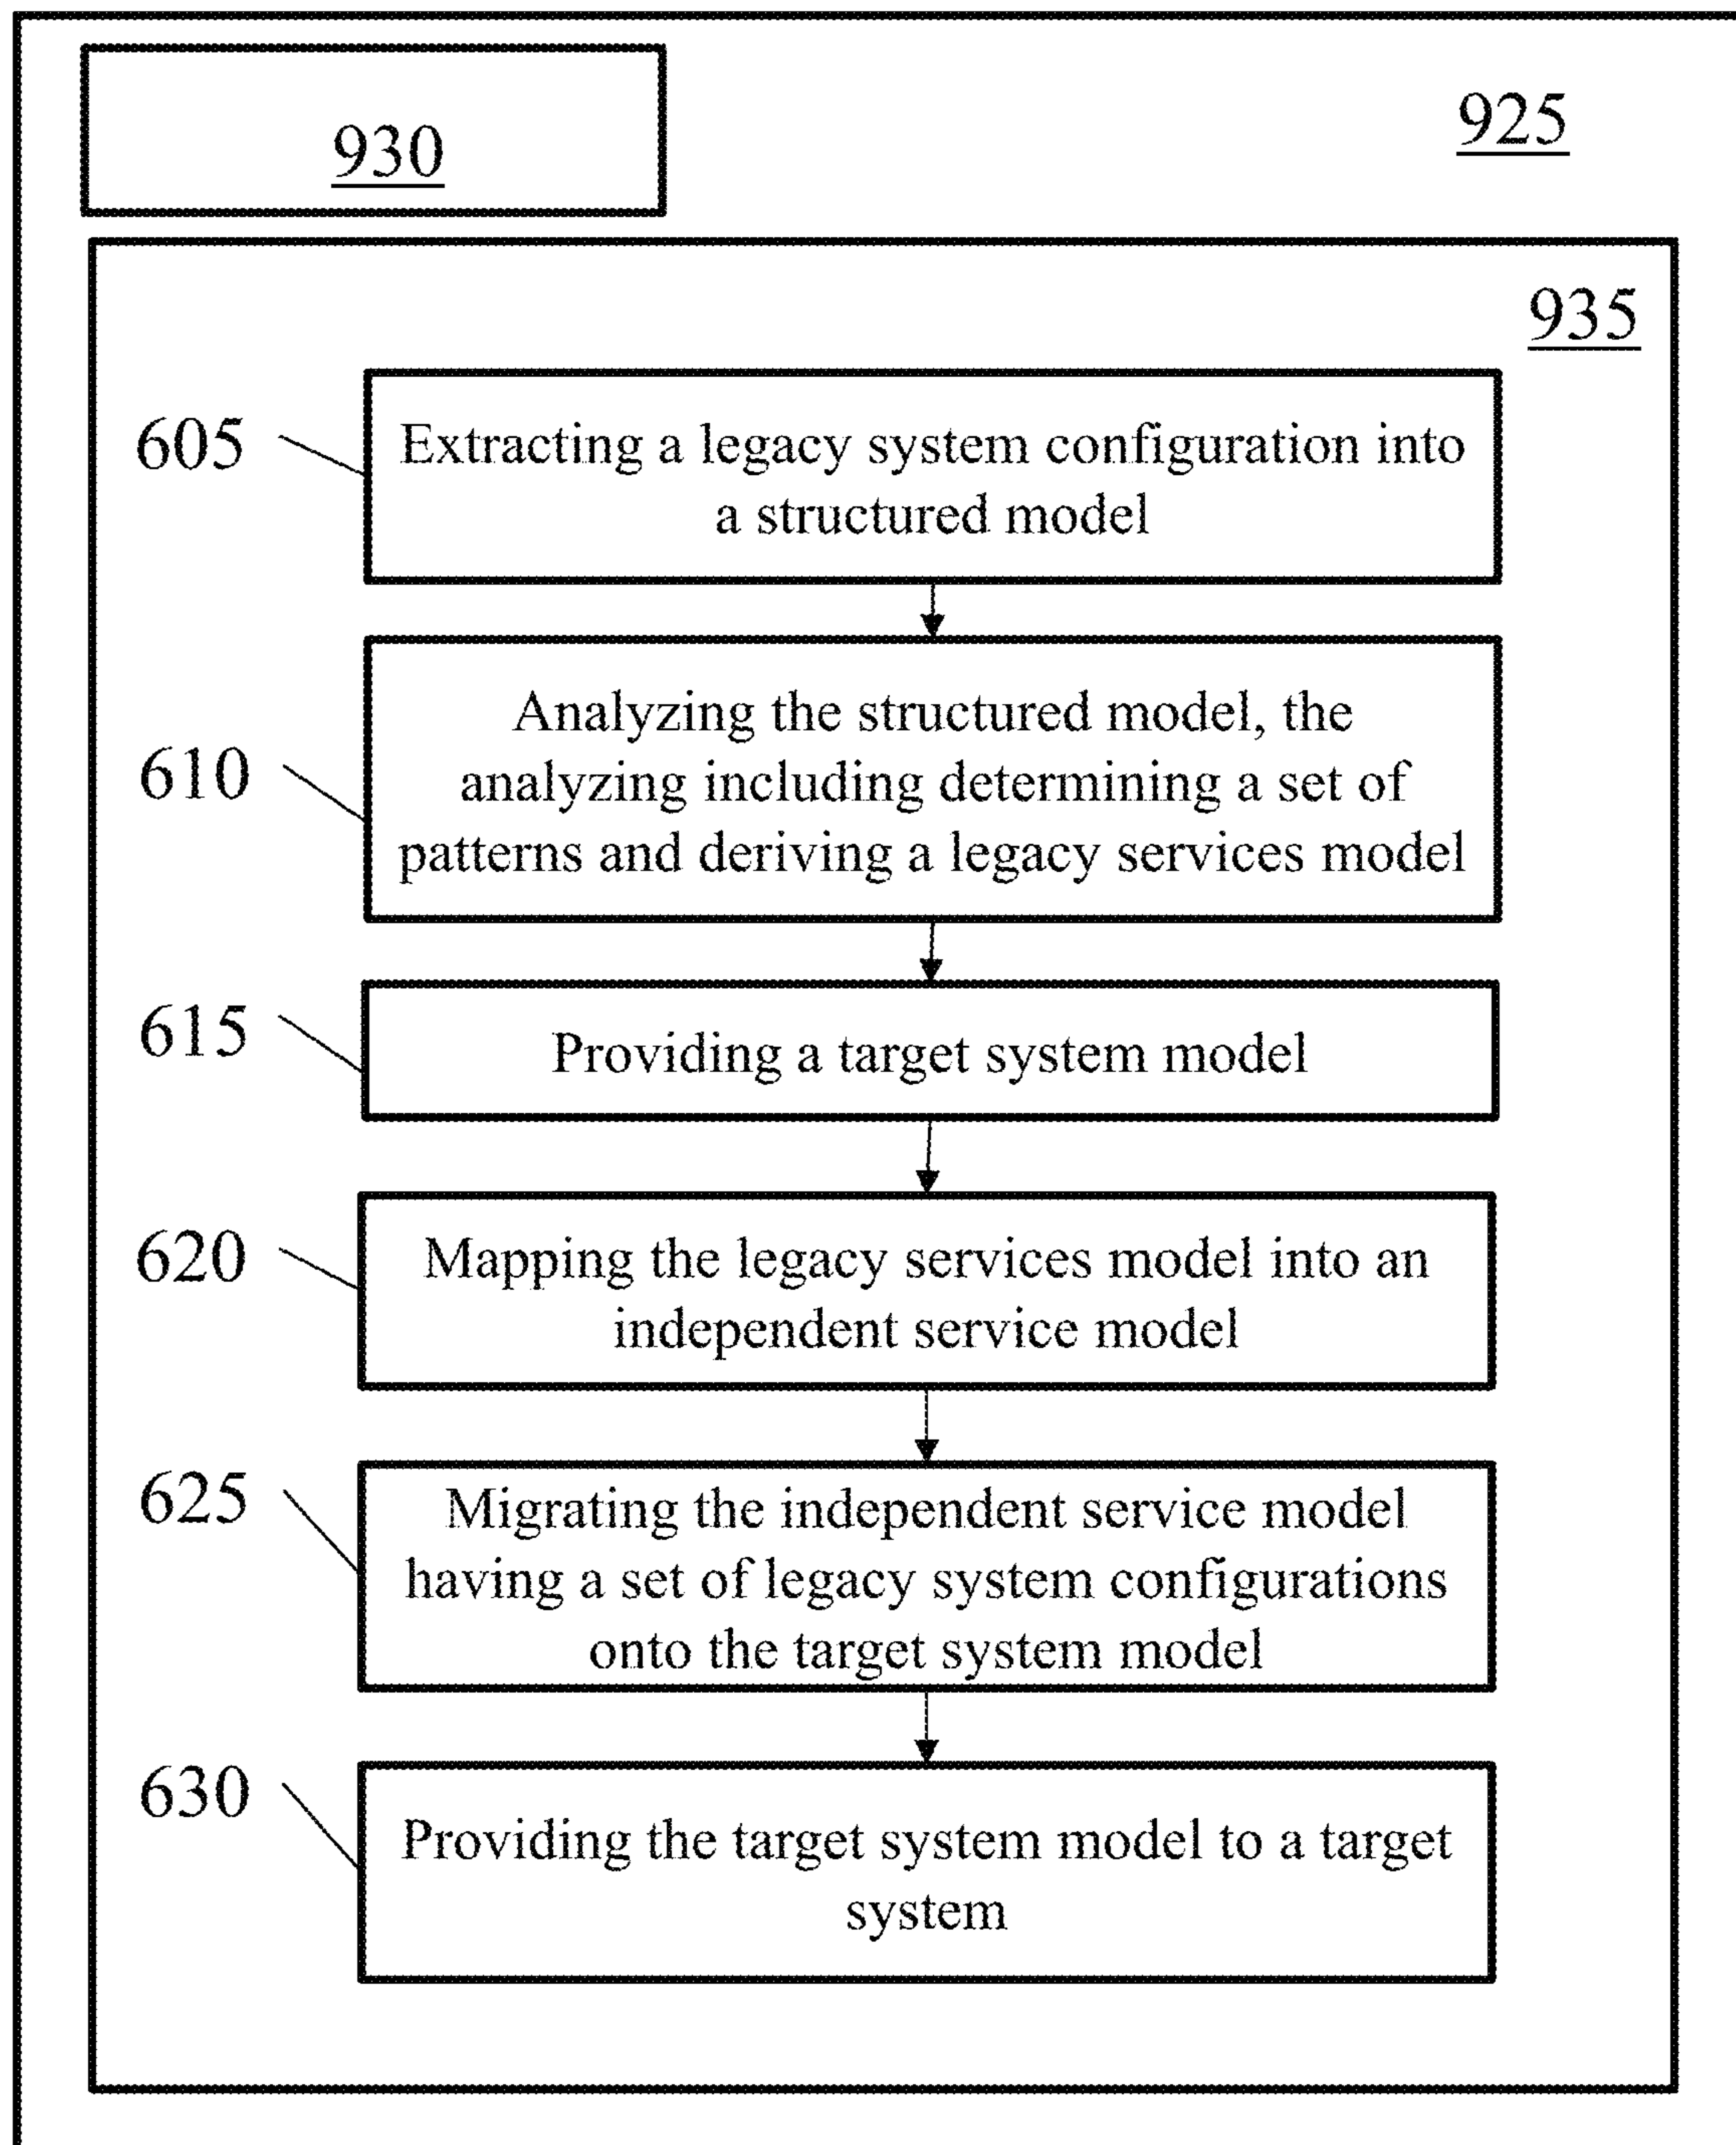 930
925
935
605
Extracting a legacy system configuration into
a structured model
610
Analyzing the structured model, the
analyzing including determining a set of
patterns and deriving a legacy services model
615
Providing a target system model
620
Mapping the legacy services model into an
independent service model
625
Migrating the independent service model
having a set of legacy system configurations
onto the target system model
630
Providing the target system model to a target
system